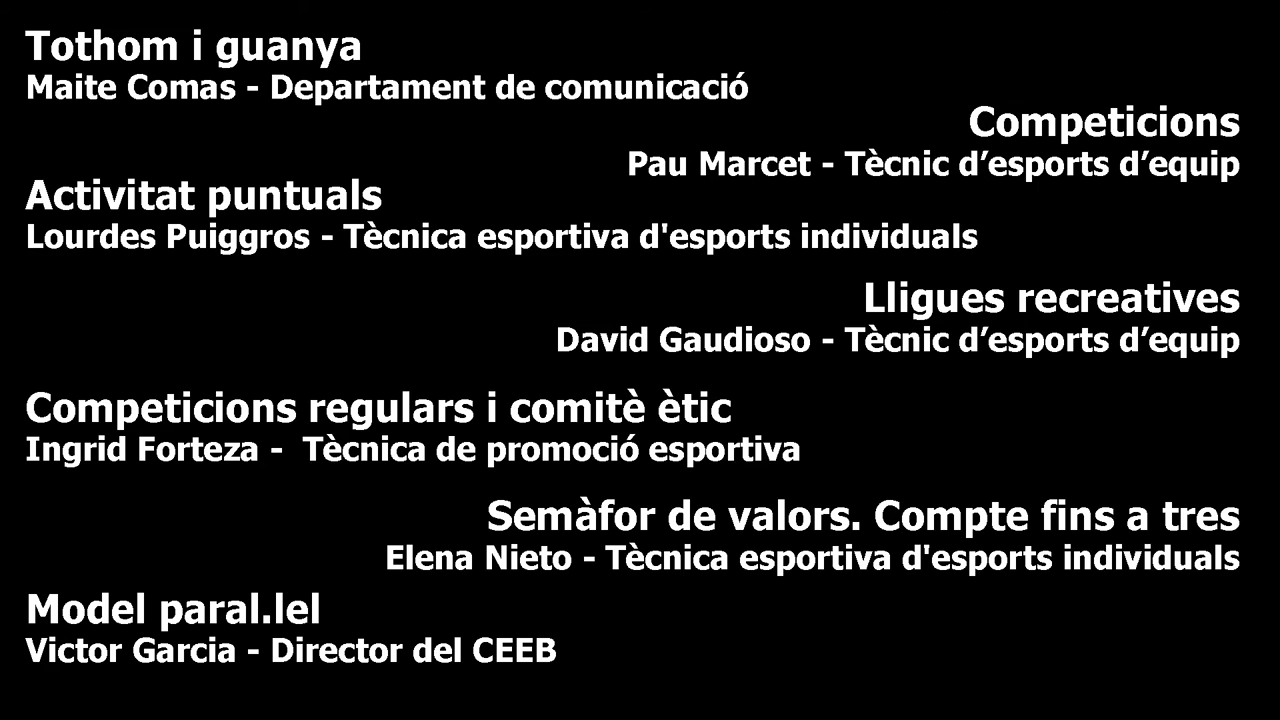 Tothom i guanya
Maite Comas - Departament de comunicació
Competicions
Pau Marcet - Tècnic d’esports d’equip
Activitat puntuals
Lourdes Puiggros - Tècnica esportiva d'esports individuals
Lligues recreatives
David Gaudioso - Tècnic d’esports d’equip
Competicions regulars i comitè ètic
Ingrid Forteza -  Tècnica de promoció esportiva
Semàfor de valors. Compte fins a tres
Elena Nieto - Tècnica esportiva d'esports individuals
Model paral.lel
Victor Garcia - Director del CEEB